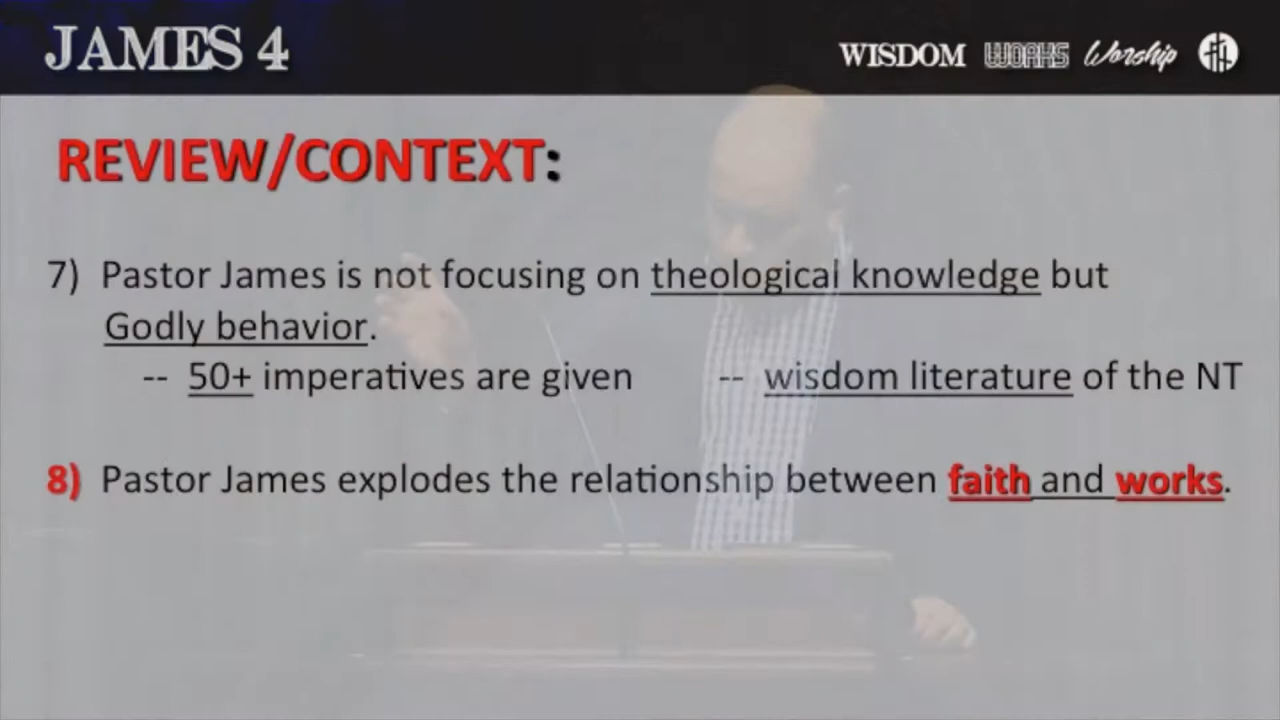 JAMES 4
WISDOM WORKS Worship
REVIEW/CONTEXT:
7) Pastor James is not focusing on theological knowledge but
Godly behavior.
-- 50+ imperatives are given -- wisdom literature of the NT
8) Pastor James explodes the relationship between faith and works.